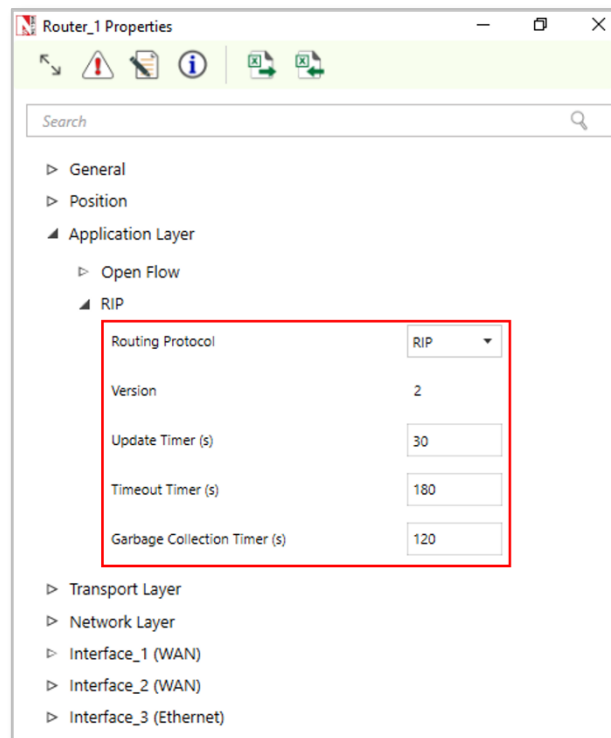 Router_1 Properties
Search
General
Position
Application Layer
Open Flow
RIP
Routing Protocol RIP
Version 2
Update Timer (s) 30
Timeout Timer (s) 180
Garbage Collection Timer (s) 120
Transport Layer
Network Layer
Interface_1 (WAN)
Interface_2 (WAN)
Interface_3 (Ethernet)